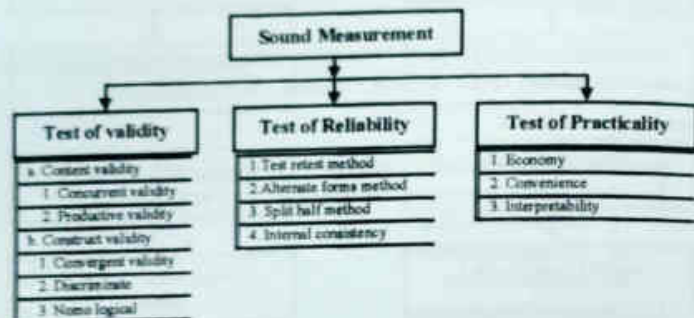 Sound Measurement
Test of validity
a. Content validity
1. Concurrent validity
2. Productive validity
b. Construct validity
1. Convergent validity
2. Discriminate
3. Nomo logical
Test of Reliability
1. Test retest method
2. Alternate forms method
3. Split half method
4. Internal consistency
Test of Practicality
1. Economy
2. Convenience
3. Interpretability